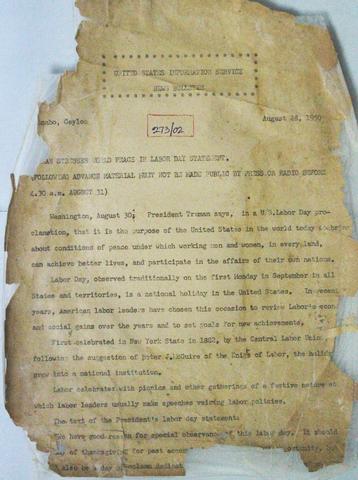 UNITED STATES INFORMATION SERVICE
NEWS BULLETIN
Ceylon
August 28, 1950
273/02
STRESSES WORLD PEACE IN LABOR DAY STATEMENT.
FOLLOWING ADVANCE MATERIAL MUST NOT BE MADE PUBLIC BY PRESS OR RADIO BEFORE
4.30 a.m. AUGUST 31)
Washington, August 30: President Truman says, in a U.S. Labor Day pro-
clamation, that it is the purpose of the United States in the world today to
about conditions of peace under which working men and women, in every land,
can achieve better lives, and participate in the affairs of their own nations.
Labor Day, observed traditionally on the first Monday in September in all
States and territories, is a national holiday in the United States. In recent
years, American labor leaders have chosen this occasion to review Labor's
and social gains over the years and to set goals for new achievements.
First celebrated in New York State in 1882, by the Central Labor Union
following the suggestion of Peter J. McGuire of the of Labor, the
grew into a national institution.
Labor celebrates with picnics and other gatherings of a festive nature at
which labor leaders usually make speeches labor policies.
The text of the President's labor day statement:
We have good reason for special observance of this labor day. It should
of thanksgiving for past
also be a day of solemn